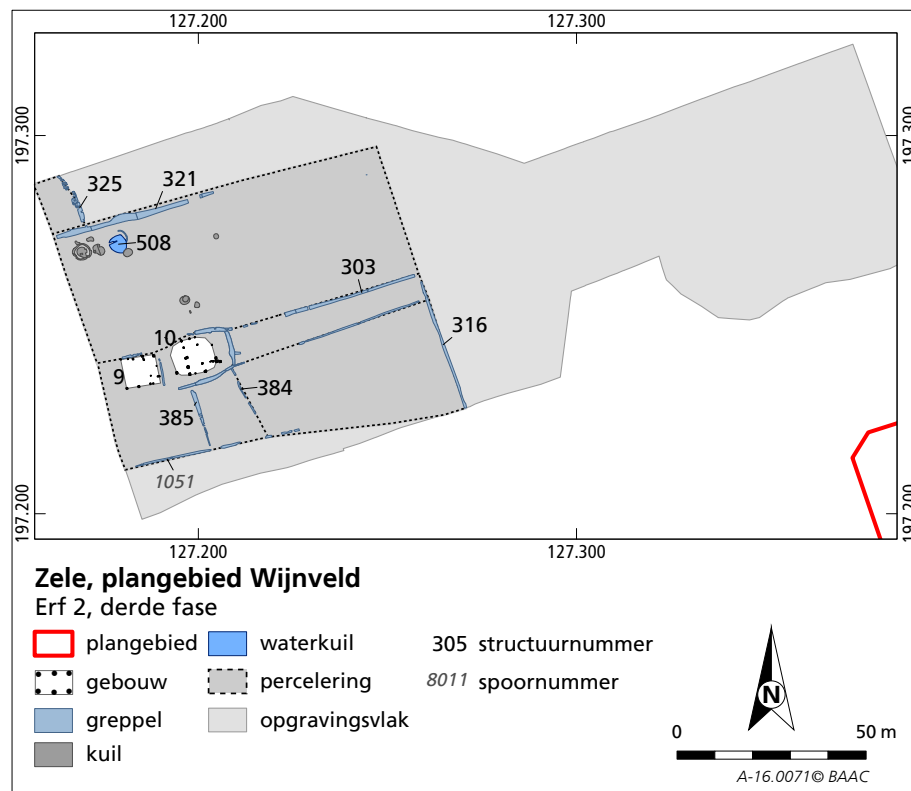 127.200 127.300
197.300 197.300
325 321
508
303
10
316
9
384
385
1051
197.200 197.200
127.200 127.300
Zele, plangebied Wijnveld
Erf 2, derde fase
plangebied waterkuil 305 structuurnummer
gebouw percelering 8011 spoornummer
greppel opgravingsvlak
kuil
N
0 50 m
A-16.0071© BAAC